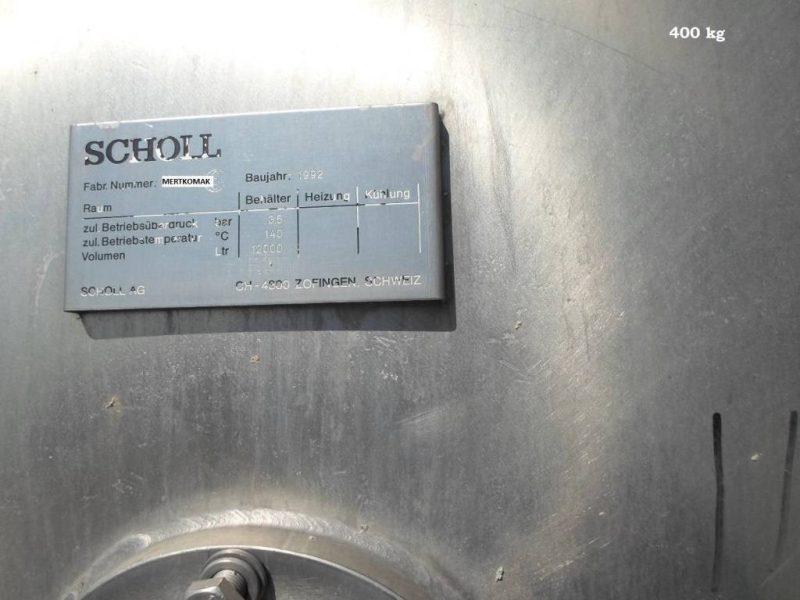 400 kg
SCHOLL
Fabr. Nummer: MERTKOMAK Baujahr: 1992
Raum Behälter Heizung Kühlung
zul. Betriebsüberdruck bar 3,5
zul. Betriebstemperatur °C 140
Volumen Ltr 12000
SCHOLL AG CH-4800 ZOFINGEN, SCHWEIZ